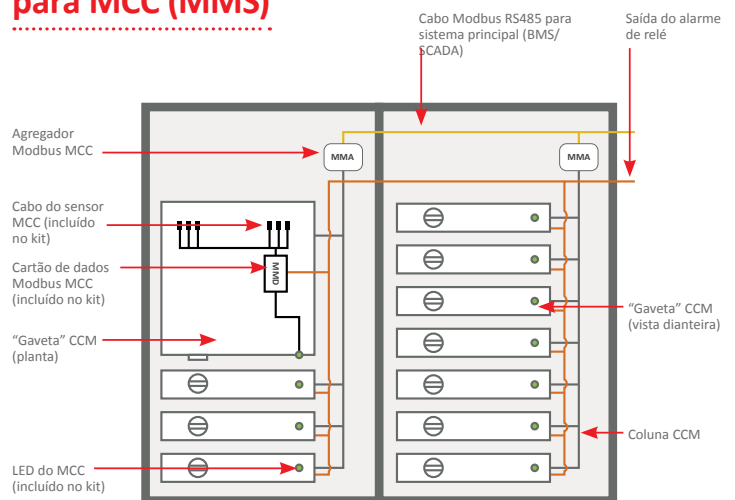 para MCC (MMS)
Cabo Modbus RS485 para
sistema principal (BMS/
SCADA)
Saída do alarme
de relé
Agregador
Modbus MCC
MMA
MMA
Cabo do sensor
MCC (incluído
no kit)
Cartão de dados
Modbus MCC
(incluído no kit)
MMD
"Gaveta" CCM
(planta)
"Gaveta" CCM
(vista dianteira)
Coluna CCM
LED do MCC
(incluído no kit)